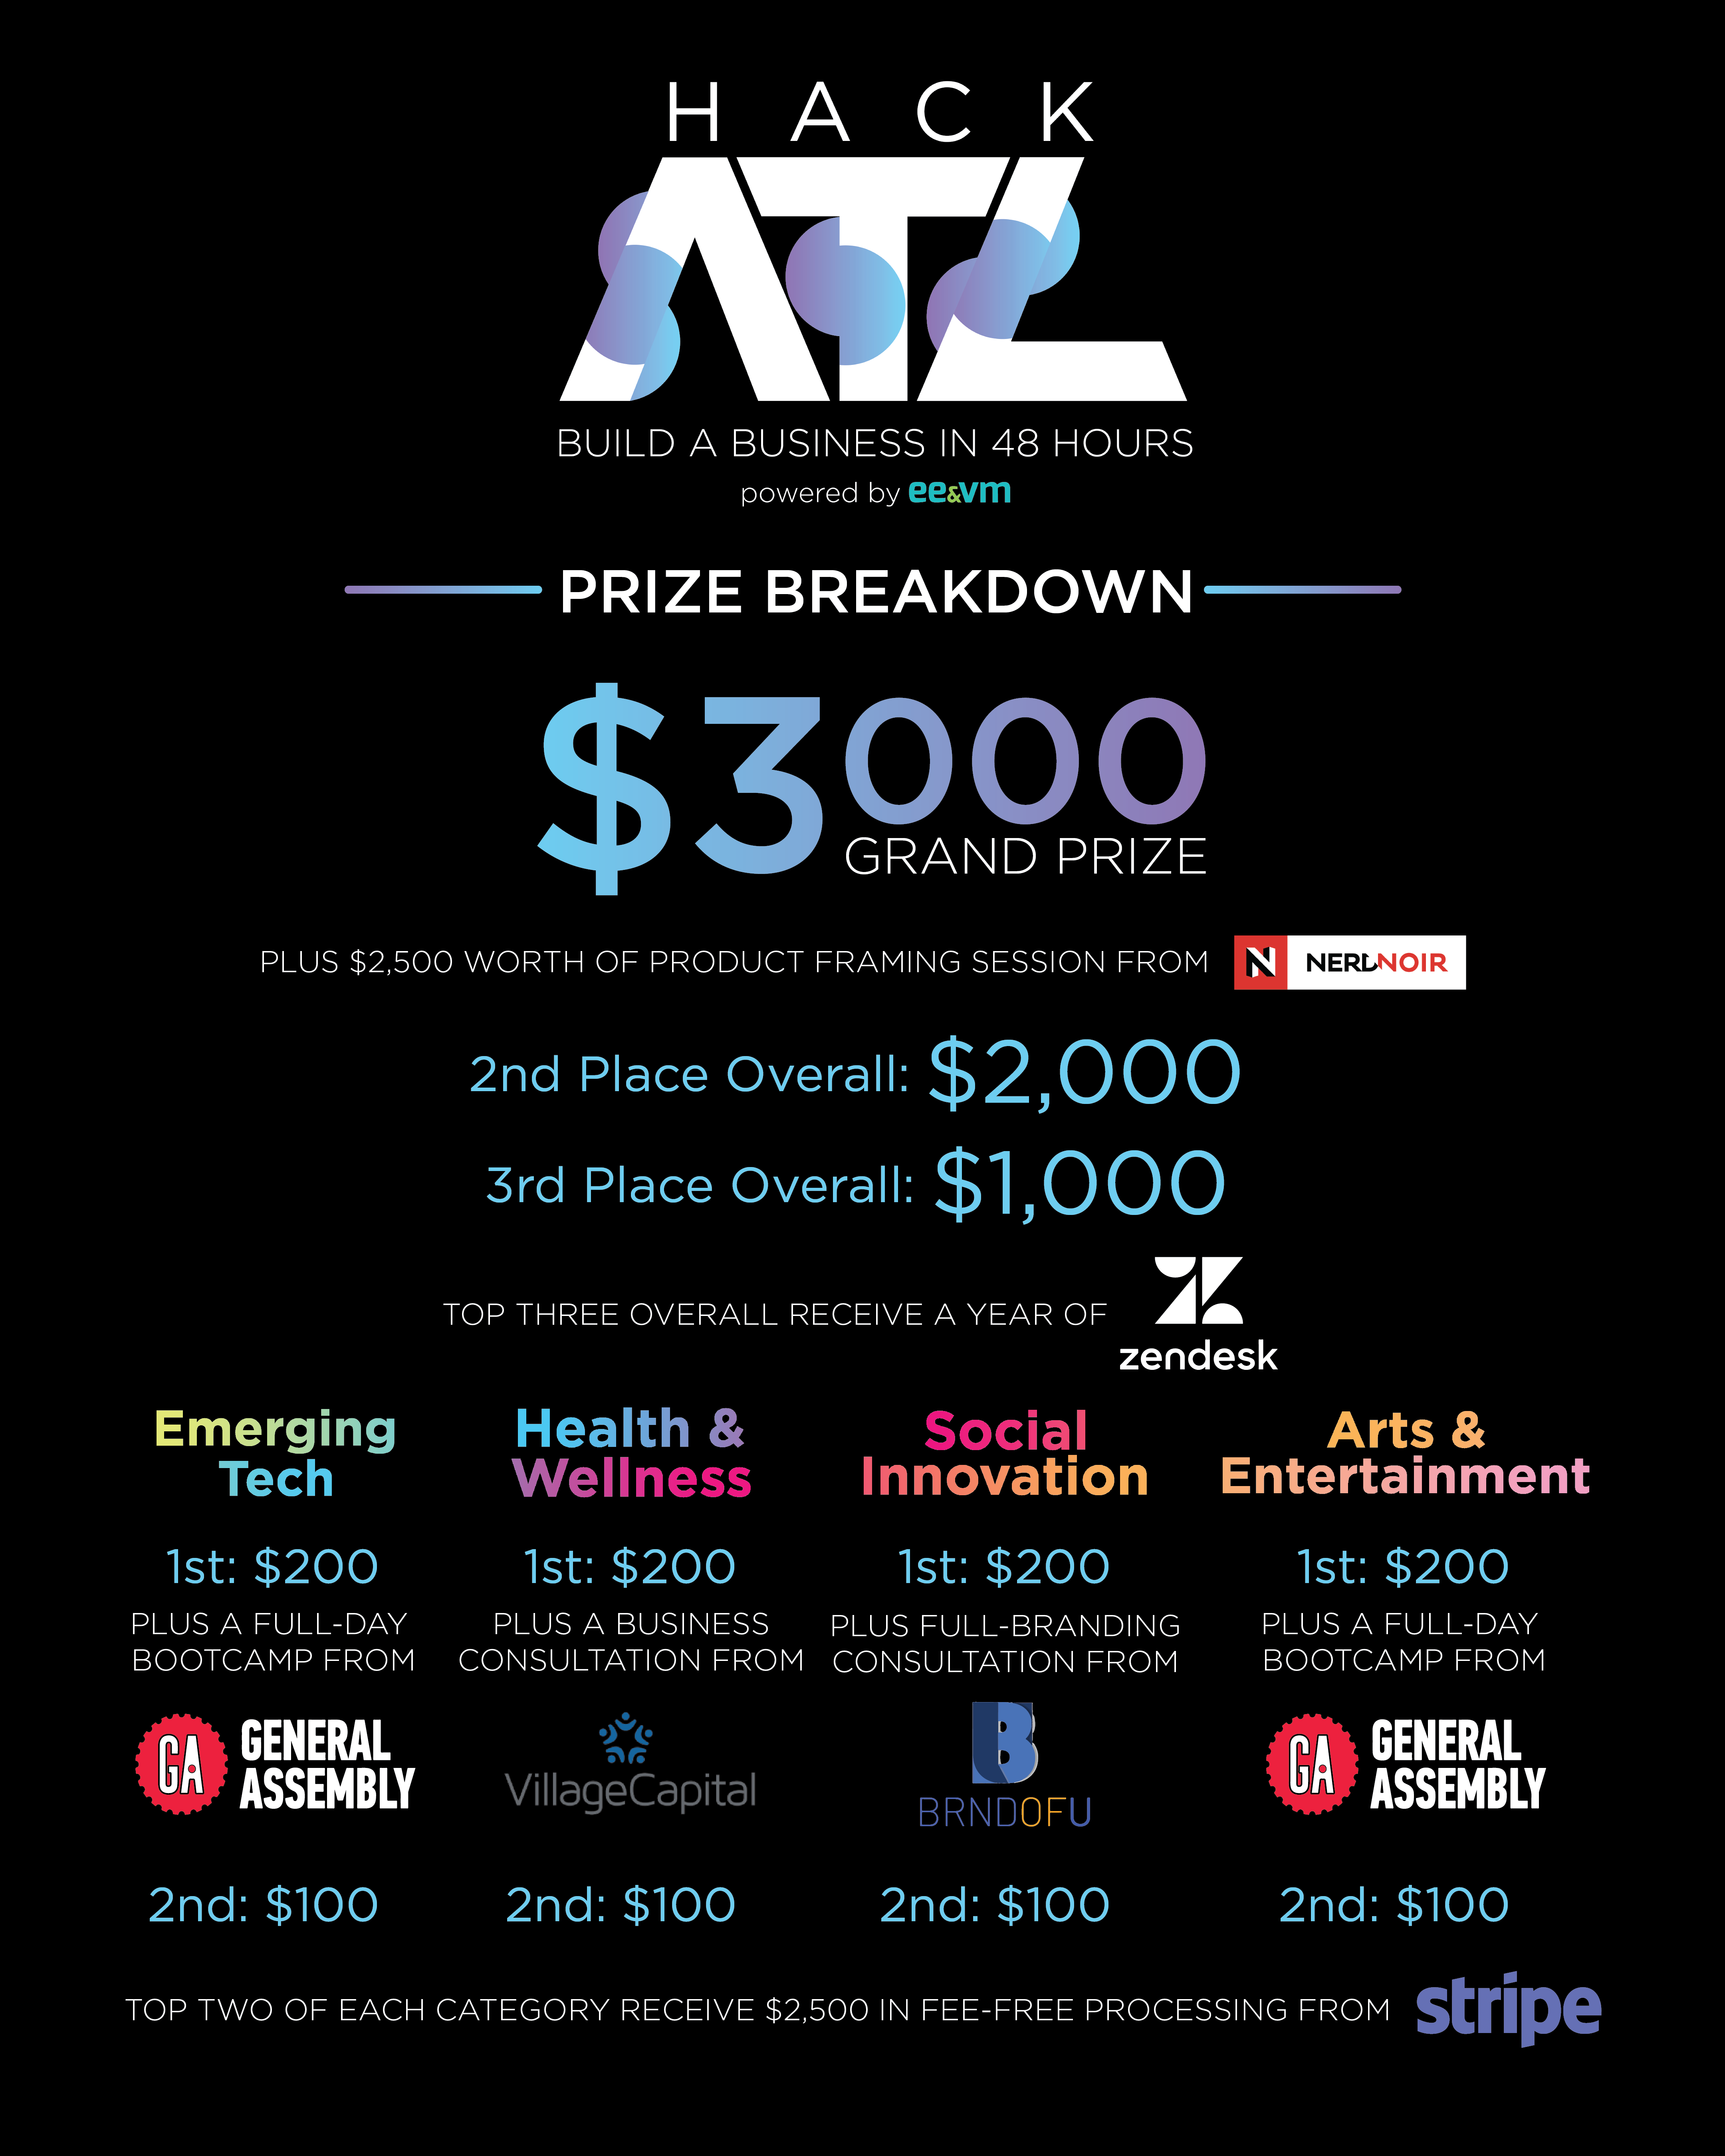 HACK
ATL
BUILD A BUSINESS IN 48 HOURS
powered by ee&vm
PRIZE BREAKDOWN
$3000
GRAND PRIZE
PLUS $2,500 WORTH OF PRODUCT FRAMING SESSION FROM N NERDNOIR
2nd Place Overall: $2,000
3rd Place Overall: $1,000
TOP THREE OVERALL RECEIVE A YEAR OF
zendesk
Emerging
Tech
1st: $200
PLUS A FULL-DAY
BOOTCAMP FROM
GA
GENERAL
ASSEMBLY
2nd: $100
Health &
Wellness
1st: $200
PLUS A BUSINESS
CONSULTATION FROM
VillageCapital
2nd: $100
Social
Innovation
1st: $200
PLUS FULL-BRANDING
CONSULTATION FROM
B
BRNDOFU
2nd: $100
Arts &
Entertainment
1st: $200
PLUS A FULL-DAY
BOOTCAMP FROM
GA
GENERAL
ASSEMBLY
2nd: $100
TOP TWO OF EACH CATEGORY RECEIVE $2,500 IN FEE-FREE PROCESSING FROM stripe